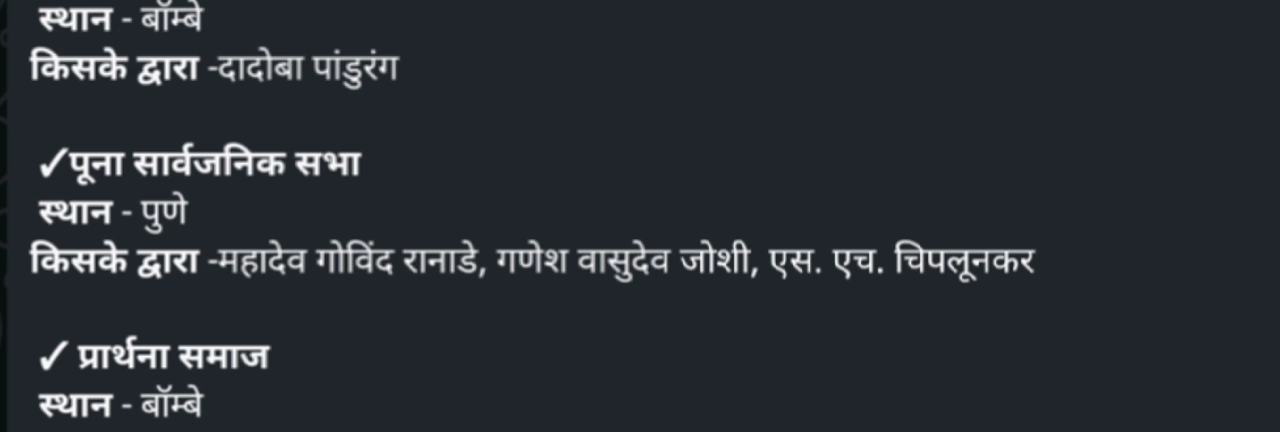 स्थान - बॉम्बे
किसके द्वारा -दादोबा पांडुरंग
✓पूना सार्वजनिक सभा
स्थान - पुणे
किसके द्वारा -महादेव गोविंद रानाडे, गणेश वासुदेव जोशी, एस. एच. चिपलूनकर
✓ प्रार्थना समाज
स्थान - बॉम्बे